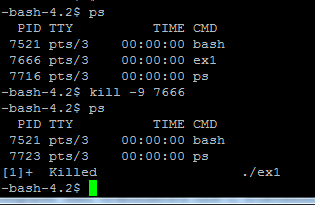 -bash-4.2$ ps
  PID TTY          TIME CMD
 7521 pts/3    00:00:00 bash
 7666 pts/3    00:00:00 ex1
 7716 pts/3    00:00:00 ps
-bash-4.2$ kill -9 7666
-bash-4.2$ ps
  PID TTY          TIME CMD
 7521 pts/3    00:00:00 bash
 7723 pts/3    00:00:00 ps
[1]+  Killed                  ./ex1
-bash-4.2$